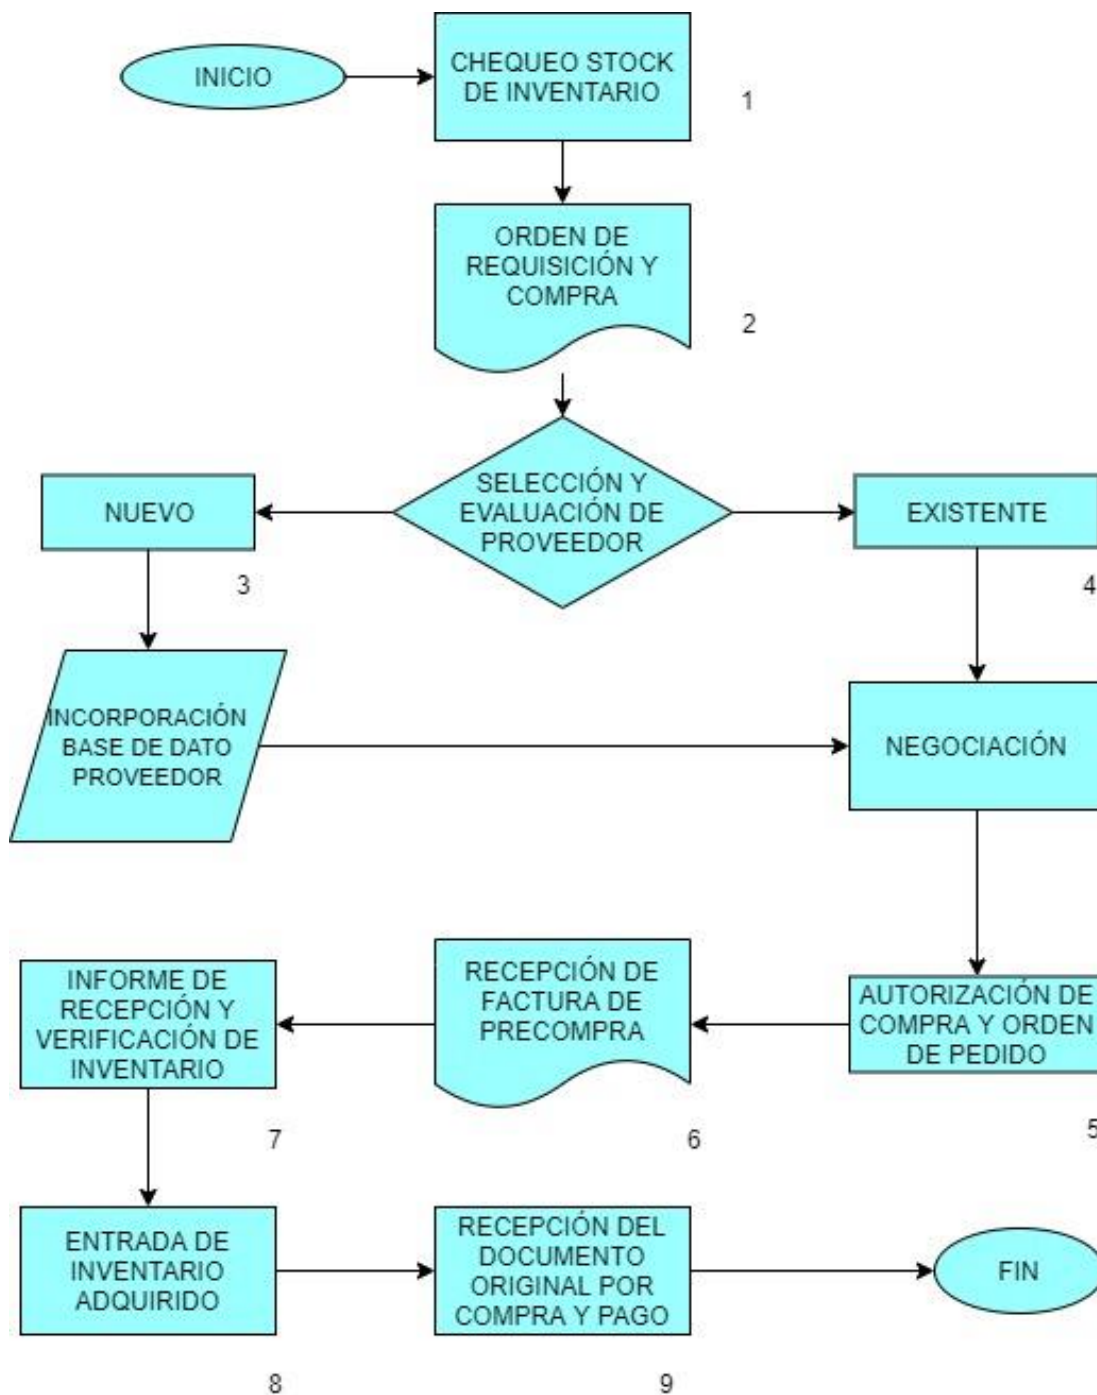 INICIO
CHEQUEO STOCK
DE INVENTARIO
1
ORDEN DE
REQUISICIÓN Y
COMPRA
2
SELECCIÓN Y
EVALUACIÓN DE
PROVEEDOR
NUEVO
3
EXISTENTE
4
INCORPORACIÓN
BASE DE DATO
PROVEEDOR
NEGOCIACIÓN
AUTORIZACIÓN DE
COMPRA Y ORDEN
DE PEDIDO
5
RECEPCIÓN DE
FACTURA DE
PRECOMPRA
6
INFORME DE
RECEPCIÓN Y
VERIFICACIÓN DE
INVENTARIO
7
ENTRADA DE
INVENTARIO
ADQUIRIDO
8
RECEPCIÓN DEL
DOCUMENTO
ORIGINAL POR
COMPRA Y PAGO
9
FIN